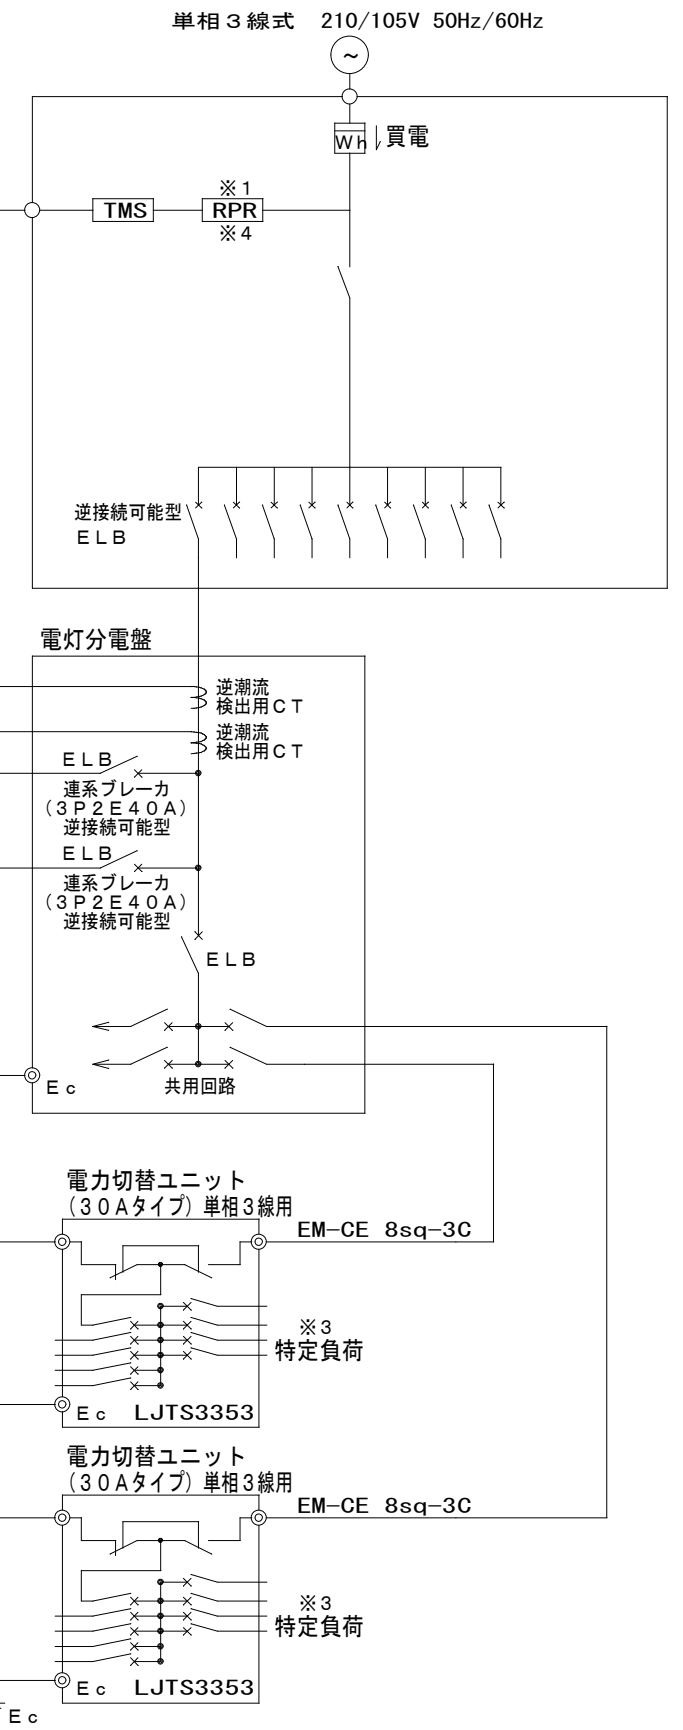 単相３線式　210/105V 50Hz/60Hz
~
Wh 買電
※1
TMS RPR
※4
逆接続可能型
ＥＬＢ
電灯分電盤
逆潮流
検出用ＣＴ
逆潮流
検出用ＣＴ
ＥＬＢ
連系ブレーカ
（３Ｐ２Ｅ４０Ａ）
逆接続可能型
ＥＬＢ
連系ブレーカ
（３Ｐ２Ｅ４０Ａ）
逆接続可能型
ＥＬＢ
Ｅｃ
共用回路
電力切替ユニット
（３０Ａタイプ）単相３線用
EM-CE 8sq-3C
※3
特定負荷
Ｅｃ LJTS3353
電力切替ユニット
（３０Ａタイプ）単相３線用
EM-CE 8sq-3C
※3
特定負荷
Ｅｃ LJTS3353
Ｅｃ